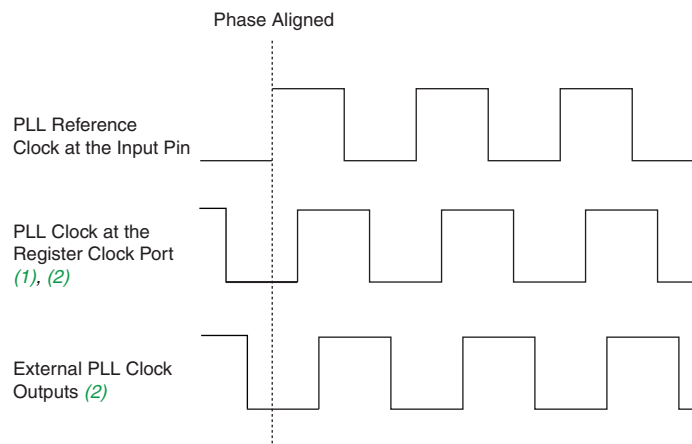 Phase Aligned
PLL Reference
Clock at the Input Pin
PLL Clock at the
Register Clock Port
(1), (2)
External PLL Clock
Outputs (2)